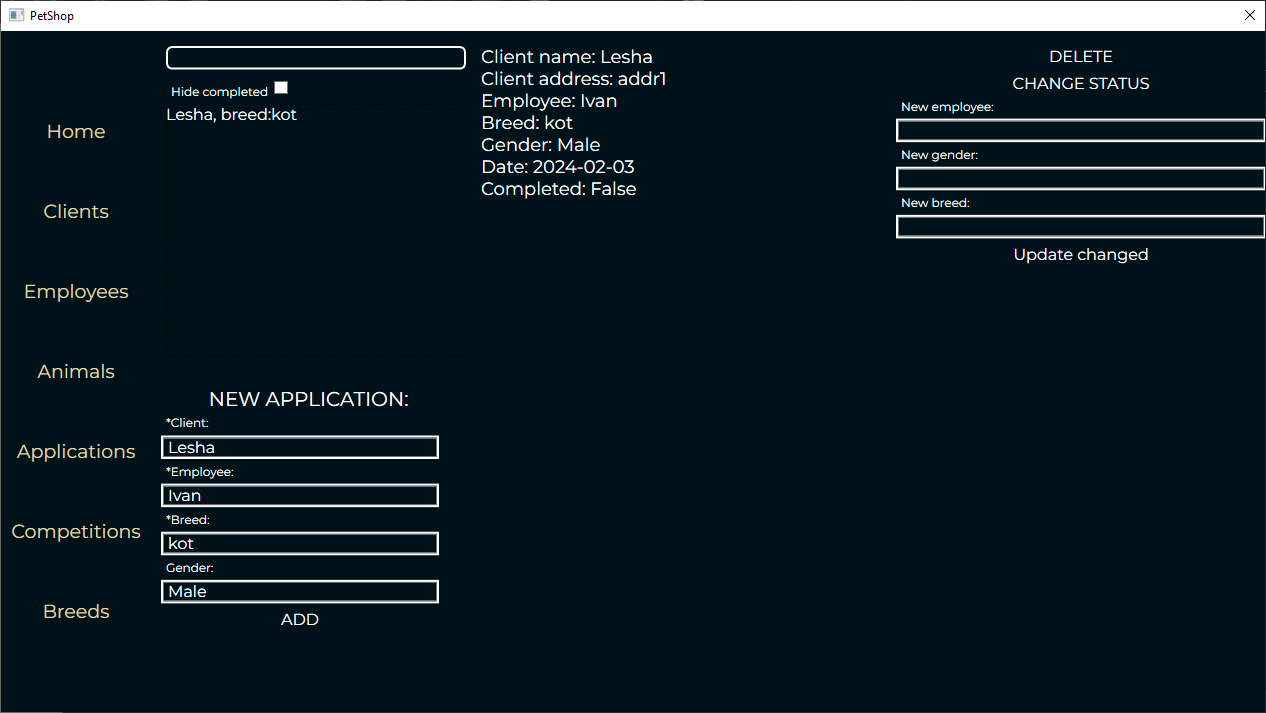 PetShop
Home
Clients
Employees
Animals
Applications
Competitions
Breeds
Hide completed
Lesha, breed:kot
NEW APPLICATION:
*Client:
Lesha
*Employee:
Ivan
*Breed:
kot
Gender:
Male
ADD
Client name: Lesha
Client address: addr1
Employee: Ivan
Breed: kot
Gender: Male
Date: 2024-02-03
Completed: False
DELETE
CHANGE STATUS
New employee:
New gender:
New breed:
Update changed